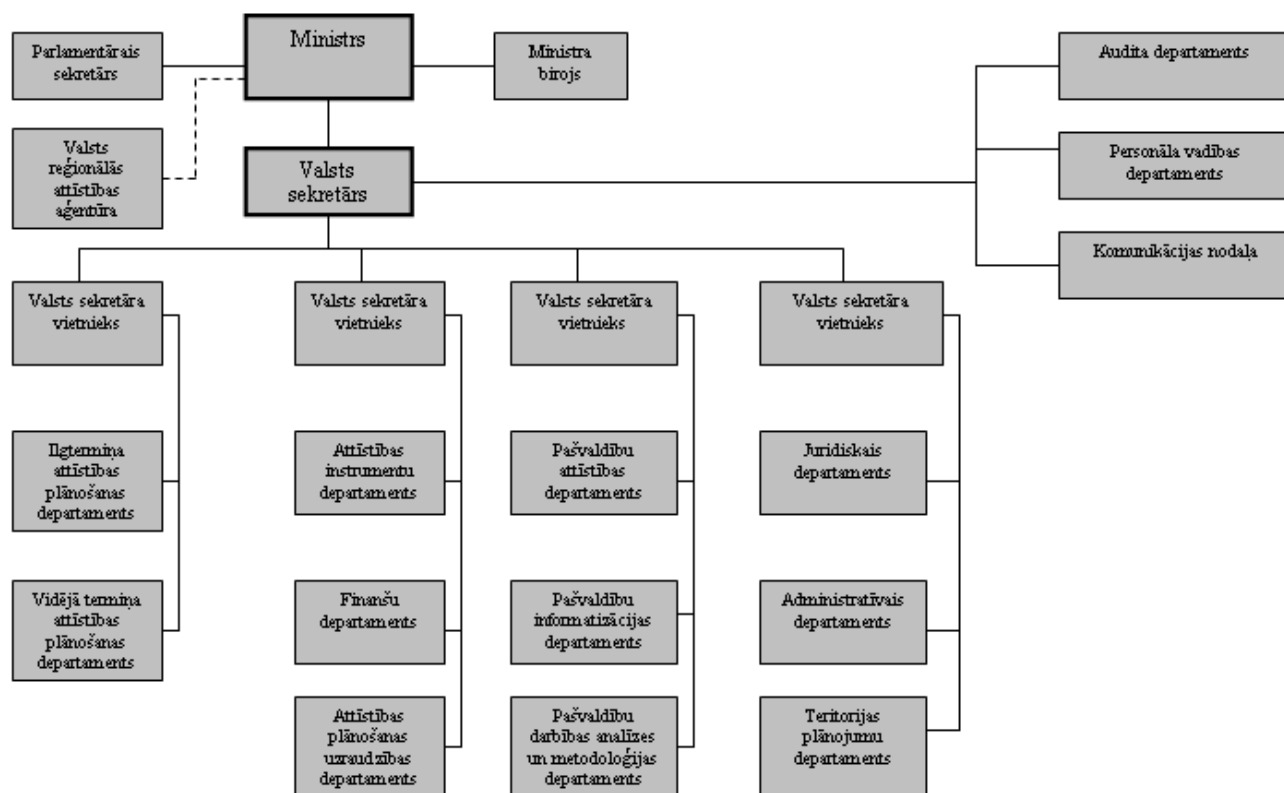 Ministrs
Parlamentārais
sekretārs
Ministra
birojs
Audita departaments
Valsts
reģionālās
attīstības
aģentūra
Valsts
sekretārs
Personāla vadības
departaments
Komunikācijas nodaļa
Valsts sekretāra
vietnieks
Valsts sekretāra
vietnieks
Valsts sekretāra
vietnieks
Valsts sekretāra
vietnieks
Ilgtermiņa
attīstības
plānošanas
departaments
Attīstības
instrumentu
departaments
Pašvaldību
attīstības
departaments
Juridiskais
departaments
Vidējā termiņa
attīstības
plānošanas
departaments
Finanšu
departaments
Pašvaldību
informatizācijas
departaments
Administratīvais
departaments
Attīstības
plānošanas
uzraudzības
departaments
Pašvaldību
darbības analīzes
un metodoloģijas
departaments
Teritorijas
plānojumu
departaments